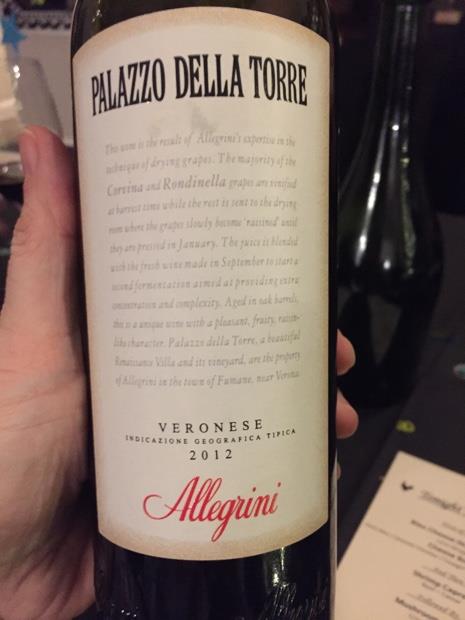 PALAZZO DELLA TORRE
This wine is the result of Allegrini's expertise in the
technique of drying grapes. The majority of the
Corvina and Rondinella grapes are vinified
at harvest time while the rest is sent to the drying
room where the grapes slowly become 'raisined' until
they are pressed in January. The juice is blended
with the fresh wine made in September to start a
second fermentation aimed at providing extra
concentration and complexity. Aged in oak barrels,
this is a unique wine with a pleasant, fruity, raisin-
like character. Palazzo della Torre, a beautiful
Renaissance Villa and its vineyard, are the property
of Allegrini in the town of Fumane, near Verona.
VERONESE
INDICAZIONE GEOGRAFICA TIPICA
2012
Allegrini
Tonight
Shrimp Capr
Mushroom